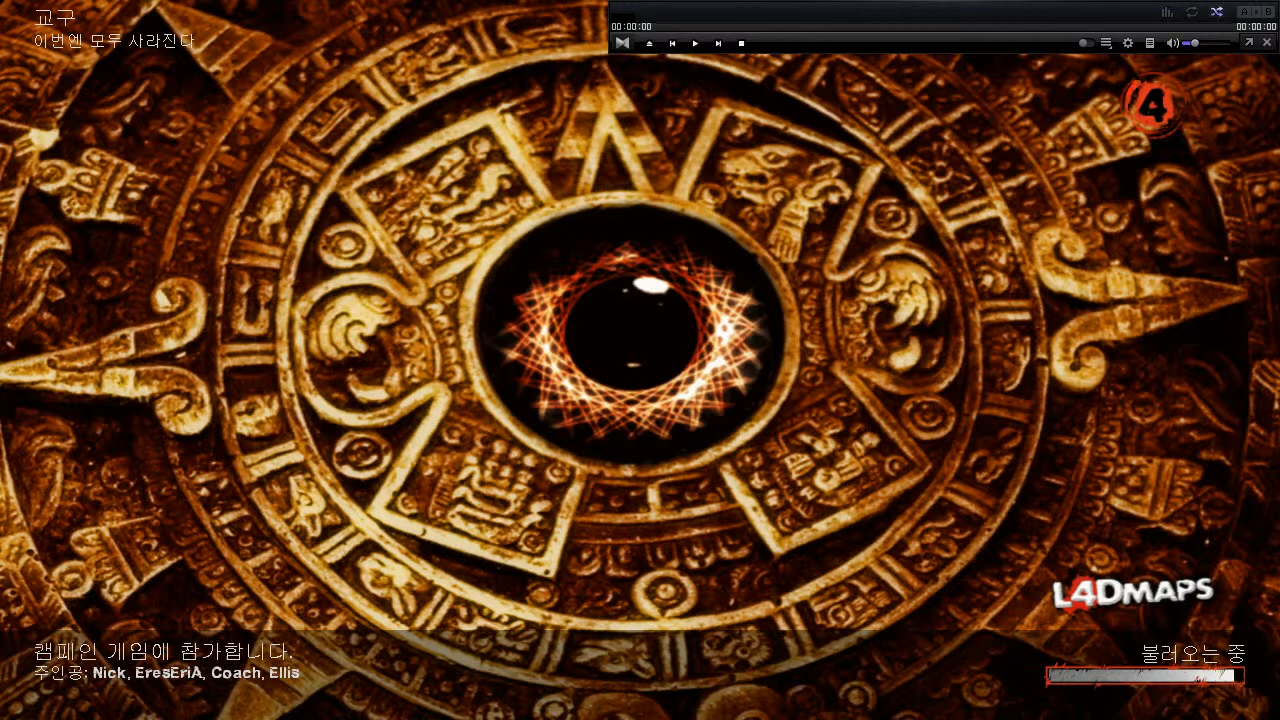 교구
이번엔 모두 사라진다
00:00:00
00:00:00
A B
4
L4DMAPS
캠페인 게임에 참가합니다.
주인공: Nick, EresEriA, Coach, Ellis
불러오는 중